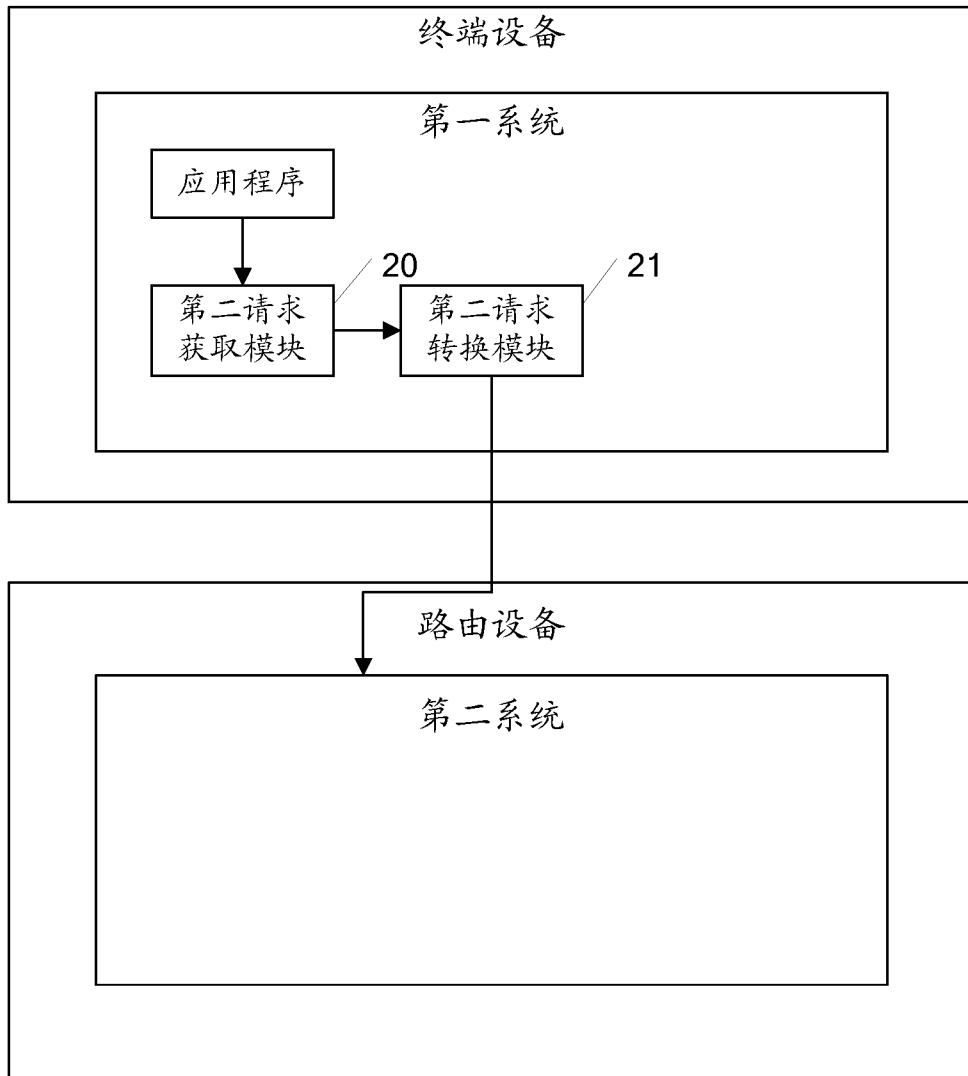 终端设备
第一系统
应用程序
20
21
第二请求
获取模块
第二请求
转换模块
路由设备
第二系统